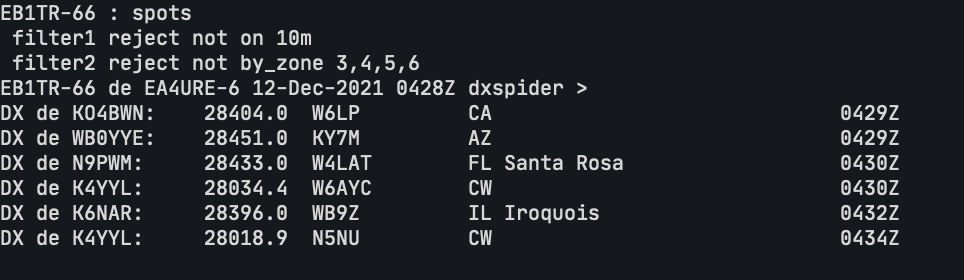 EB1TR-66 : spots
filter1 reject not on 10m
filter2 reject not by_zone 3,4,5,6
EB1TR-66 de EA4URE-6 12-Dec-2021 0428Z dxspider >
DX de KO4BWN: 28404.0 W6LP CA 0429Z
DX de WB0YYE: 28451.0 KY7M AZ 0429Z
DX de N9PWM: 28433.0 W4LAT FL Santa Rosa 0430Z
DX de K4YYL: 28034.4 W6AYC CW 0430Z
DX de K6NAR: 28396.0 WB9Z IL Iroquois 0432Z
DX de K4YYL: 28018.9 N5NU CW 0434Z